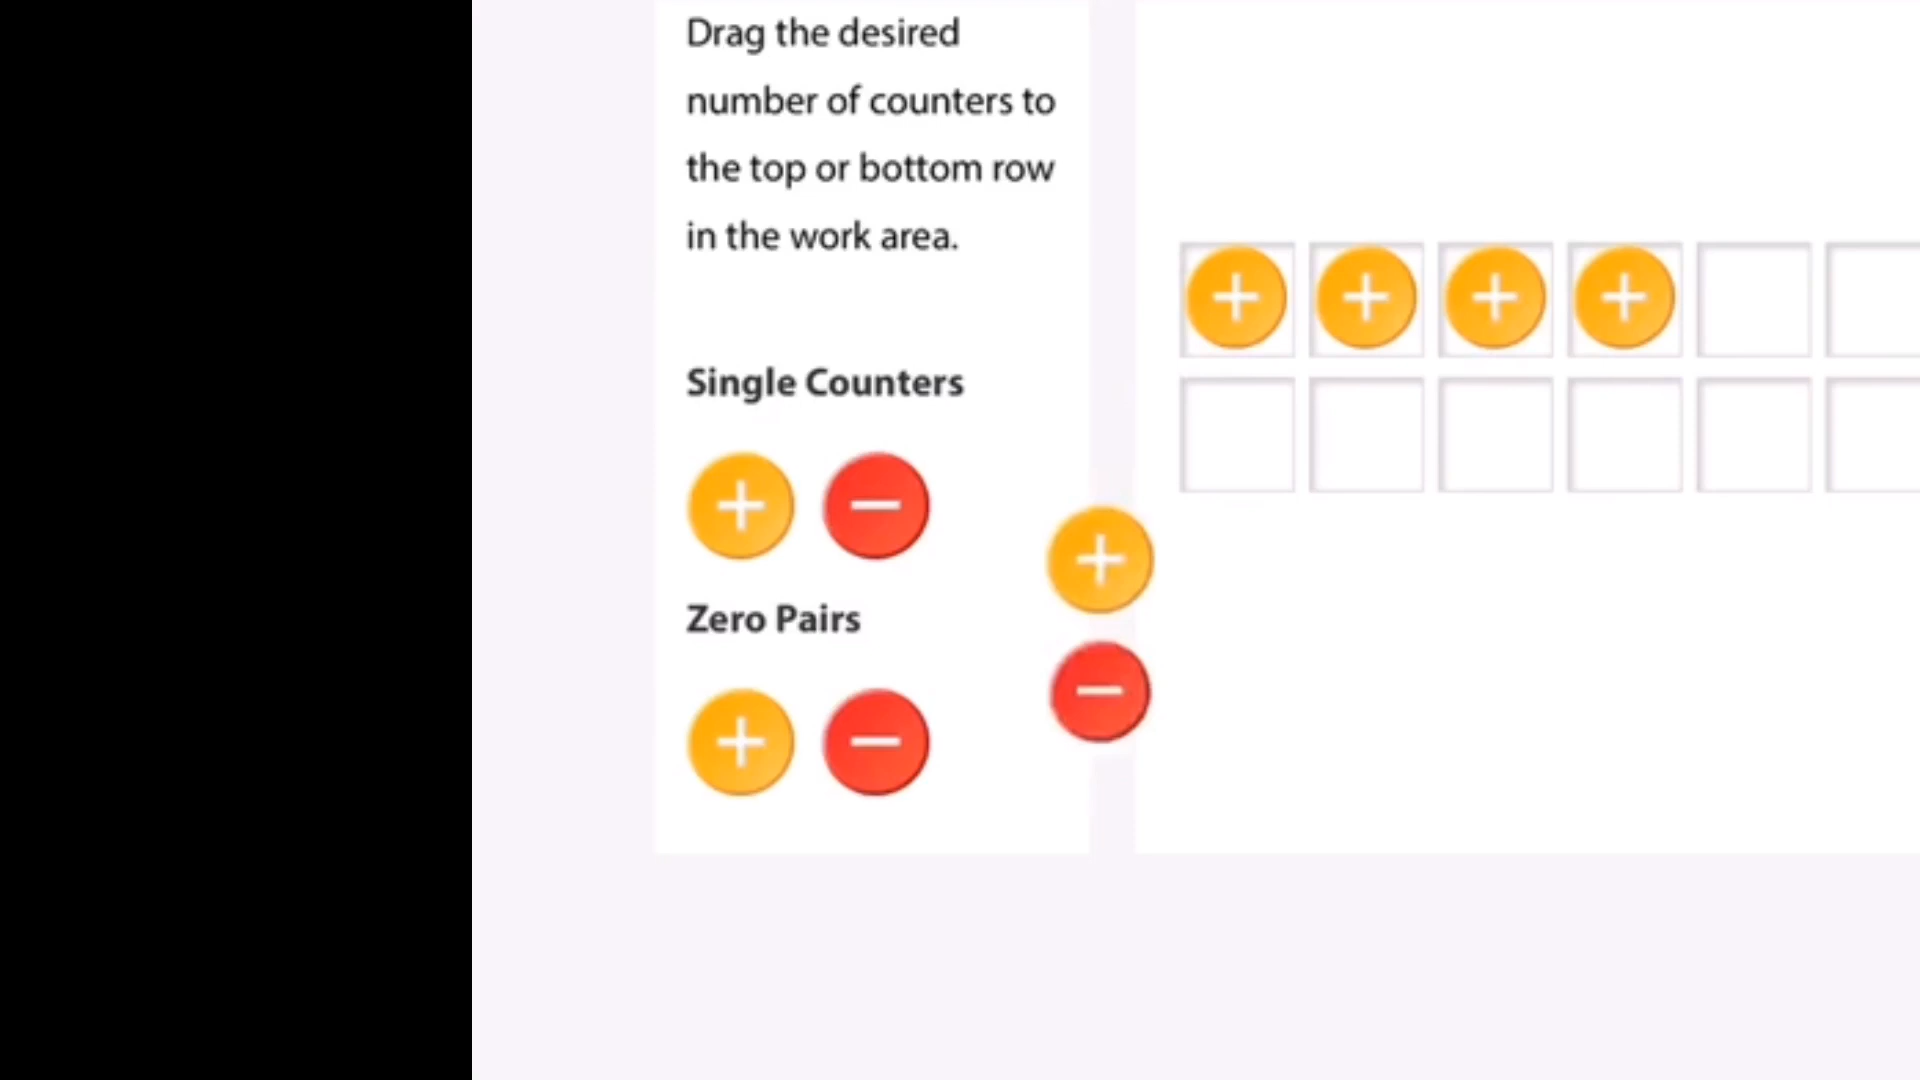 Drag the desired
number of counters to
the top or bottom row
in the work area.
Single Counters
+ −
Zero Pairs
+ −
+ + + +
+
−